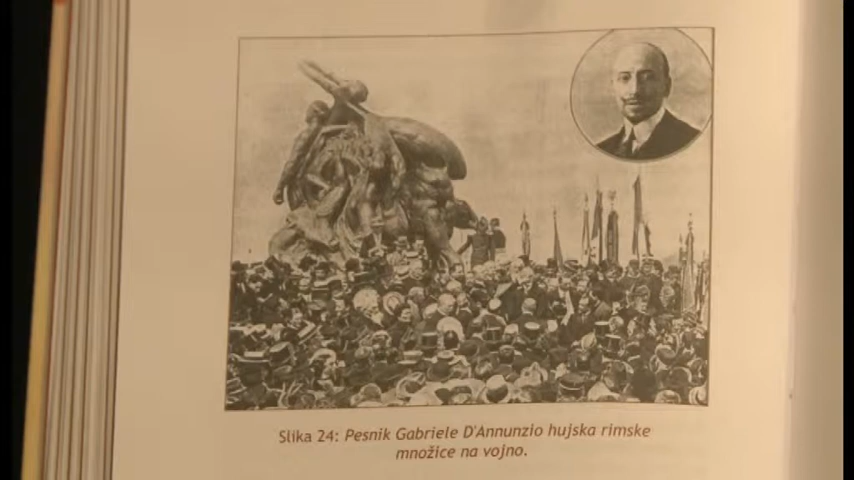 Slika 24: Pesnik Gabriele D'Annunzio hujska rimske
množice na vojno.